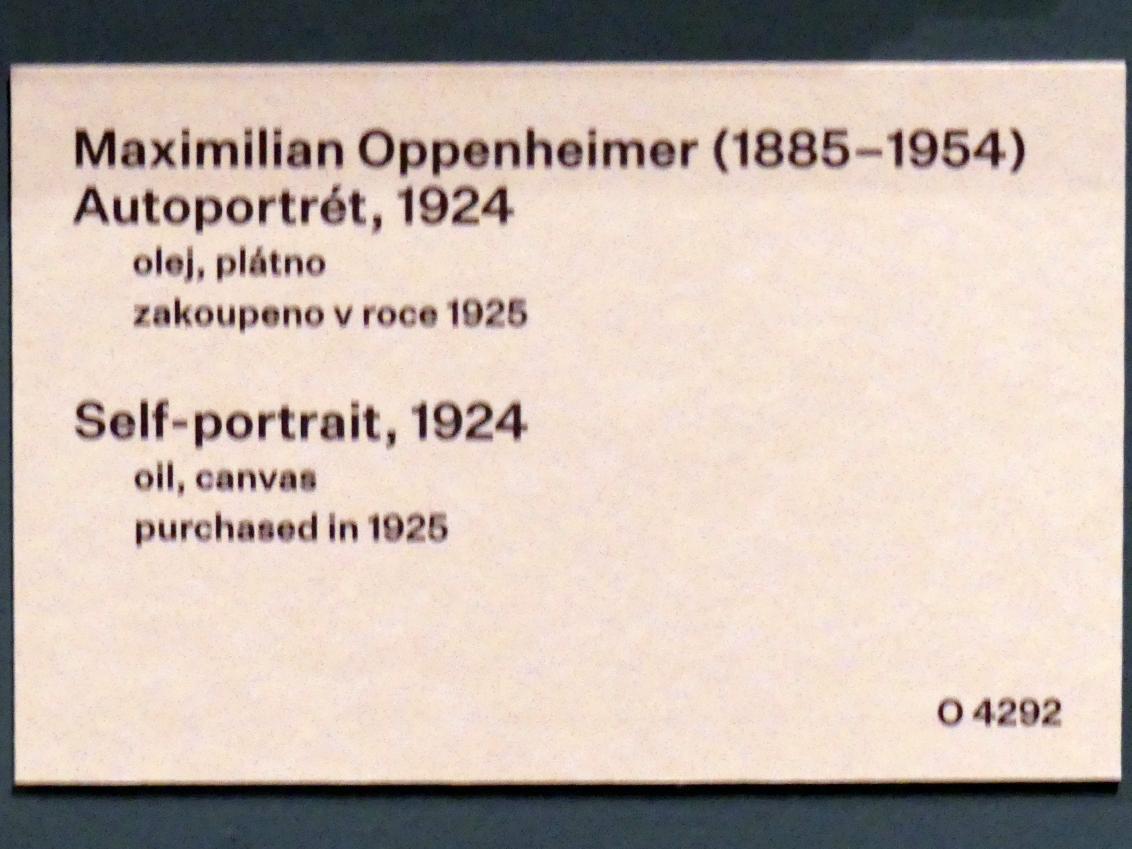 Maximilian Oppenheimer (1885–1954)
Autoportrét, 1924
olej, plátno
zakoupeno v roce 1925
Self-portrait, 1924
oil, canvas
purchased in 1925
O 4292